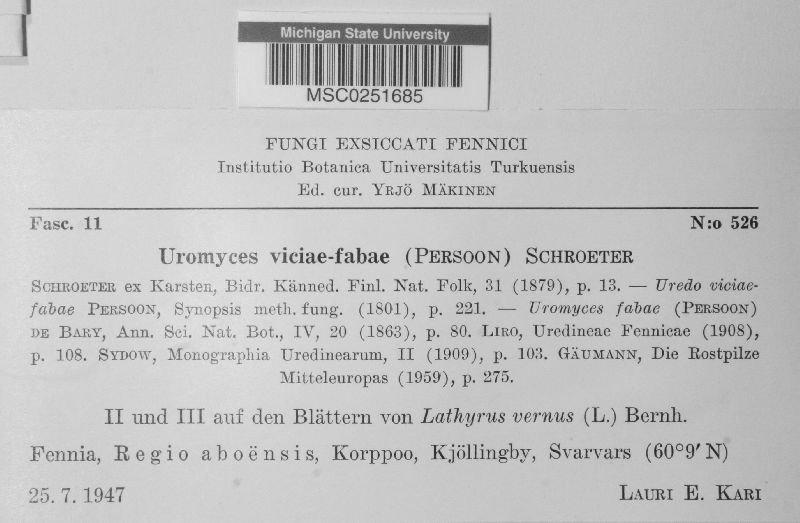 Michigan State University
MSC0251685
FUNGI EXSICCATI FENNICI
Institutio Botanica Universitatis Turkuensis
Ed. cur. YRJÖ MÄKINEN
Fasc. 11 N:o 526
Uromyces viciae-fabae (PERSOON) SCHROETER
SCHROETER ex Karsten, Bidr. Känned. Finl. Nat. Folk, 31 (1879), p. 13. — Uredo viciae-
fabae PERSOON, Synopsis meth. fung. (1801), p. 221. — Uromyces fabae (PERSOON)
DE BARY, Ann. Sci. Nat. Bot., IV, 20 (1863), p. 80. LIRO, Uredineae Fennicae (1908),
p. 108. SYDOW, Monographia Uredinearum, II (1909), p. 103. GÄUMANN, Die Rostpilze
Mitteleuropas (1959), p. 275.
II und III auf den Blättern von Lathyrus vernus (L.) Bernh.
Fennia, Regio aboënsis, Korppoo, Kjöllingby, Svarvars (60°9′ N)
25. 7. 1947 LAURI E. KARI